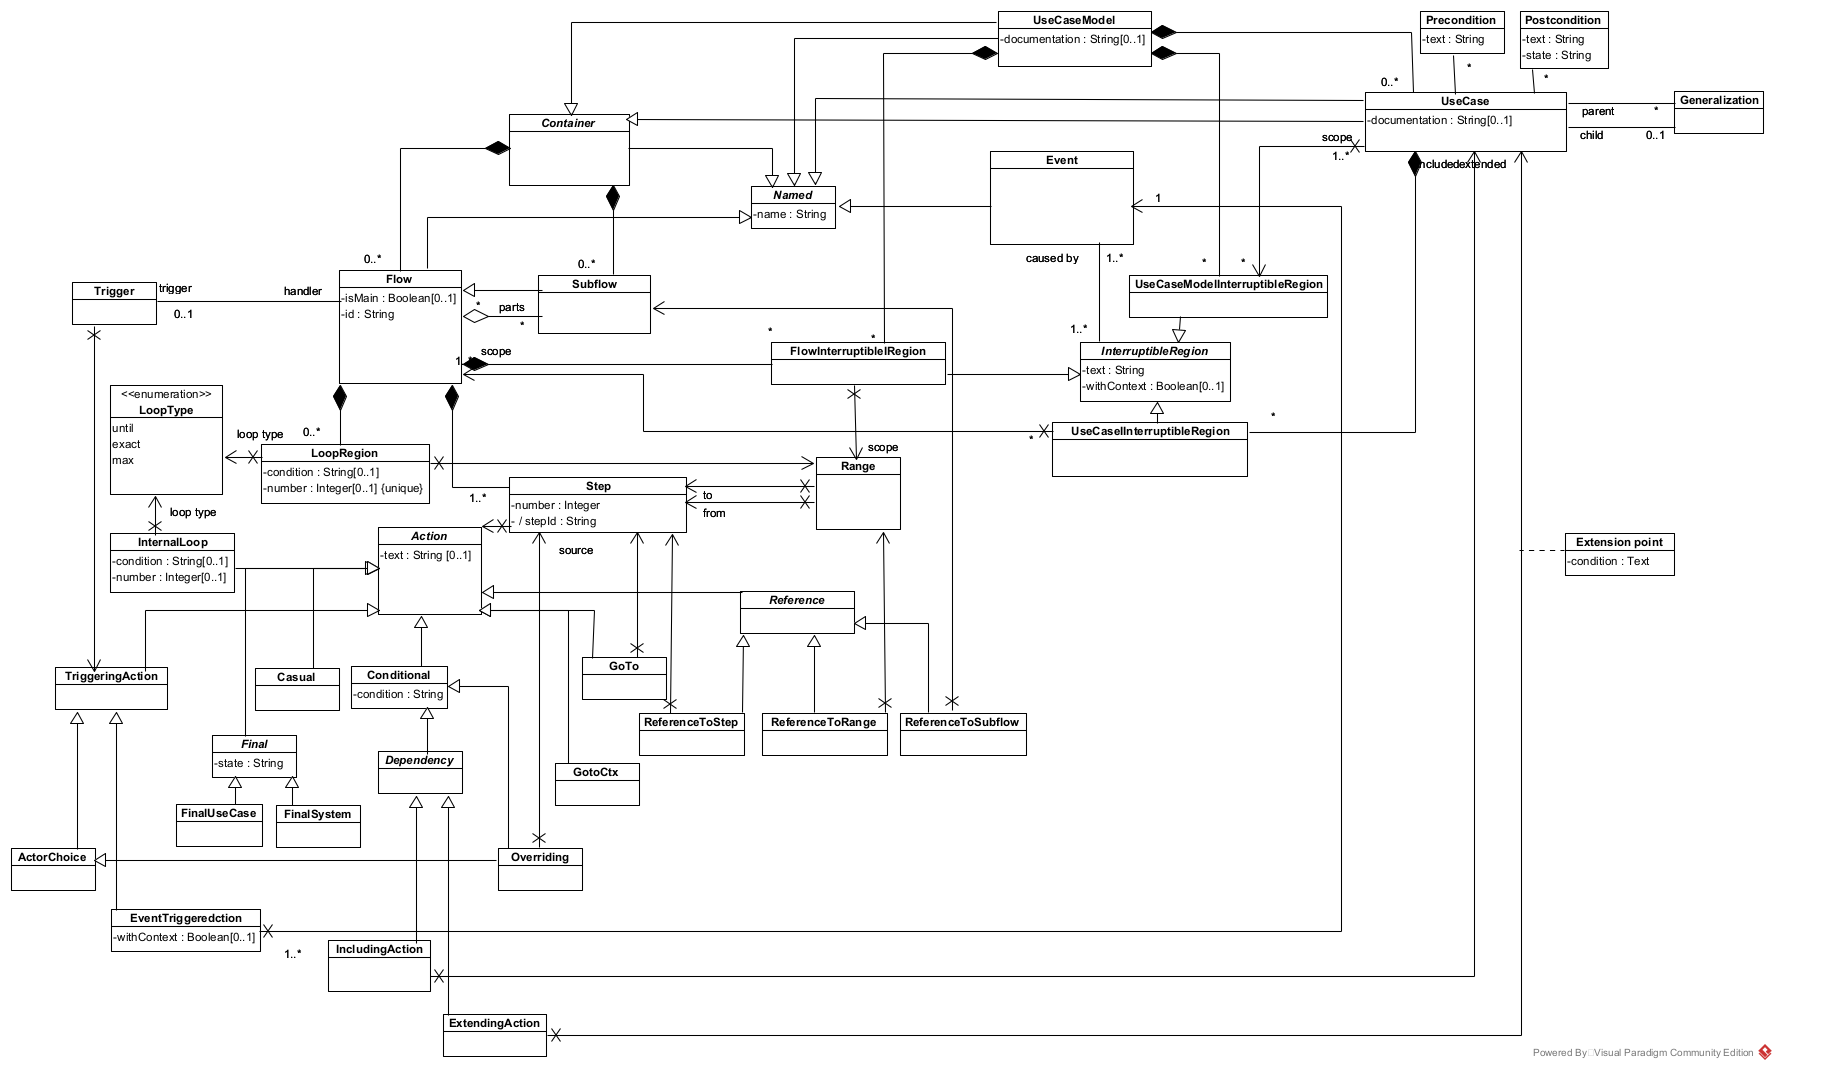 UseCaseModel
-documentation : String[0..1]
Precondition
-text : String
*
Postcondition
-text : String
-state : String
*
0..*
UseCase
-documentation : String[0..1]
parent
*
child
0..1
Generalization
Container
scope
1..*
includedextended
Event
1
Named
-name : String
caused by
1..*
0..*
0..*
*
*
Trigger
trigger
0..1
handler
Flow
-isMain : Boolean[0..1]
-id : String
Subflow
*
parts
*
UseCaseModelInterruptibleRegion
1..*
*
*
scope
1
*
FlowInterruptiblelRegion
InterruptibleRegion
-text : String
-withContext : Boolean[0..1]
<<enumeration>>
LoopType
until
exact
max
loop type
0..*
LoopRegion
-condition : String[0..1]
-number : Integer[0..1] {unique}
*
*
UseCaseIInterruptibleRegion
scope
Range
1..*
Step
-number : Integer
- / stepId : String
to
from
source
loop type
InternalLoop
-condition : String[0..1]
-number : Integer[0..1]
Action
-text : String [0..1]
Extension point
-condition : Text
Reference
TriggeringAction
Casual
Conditional
-condition : String
GoTo
ReferenceToStep
ReferenceToRange
ReferenceToSubflow
Final
-state : String
Dependency
GotoCtx
FinalUseCase
FinalSystem
ActorChoice
Overriding
EventTriggeredction
-withContext : Boolean[0..1]
1..*
IncludingAction
ExtendingAction
Powered By Visual Paradigm Community Edition